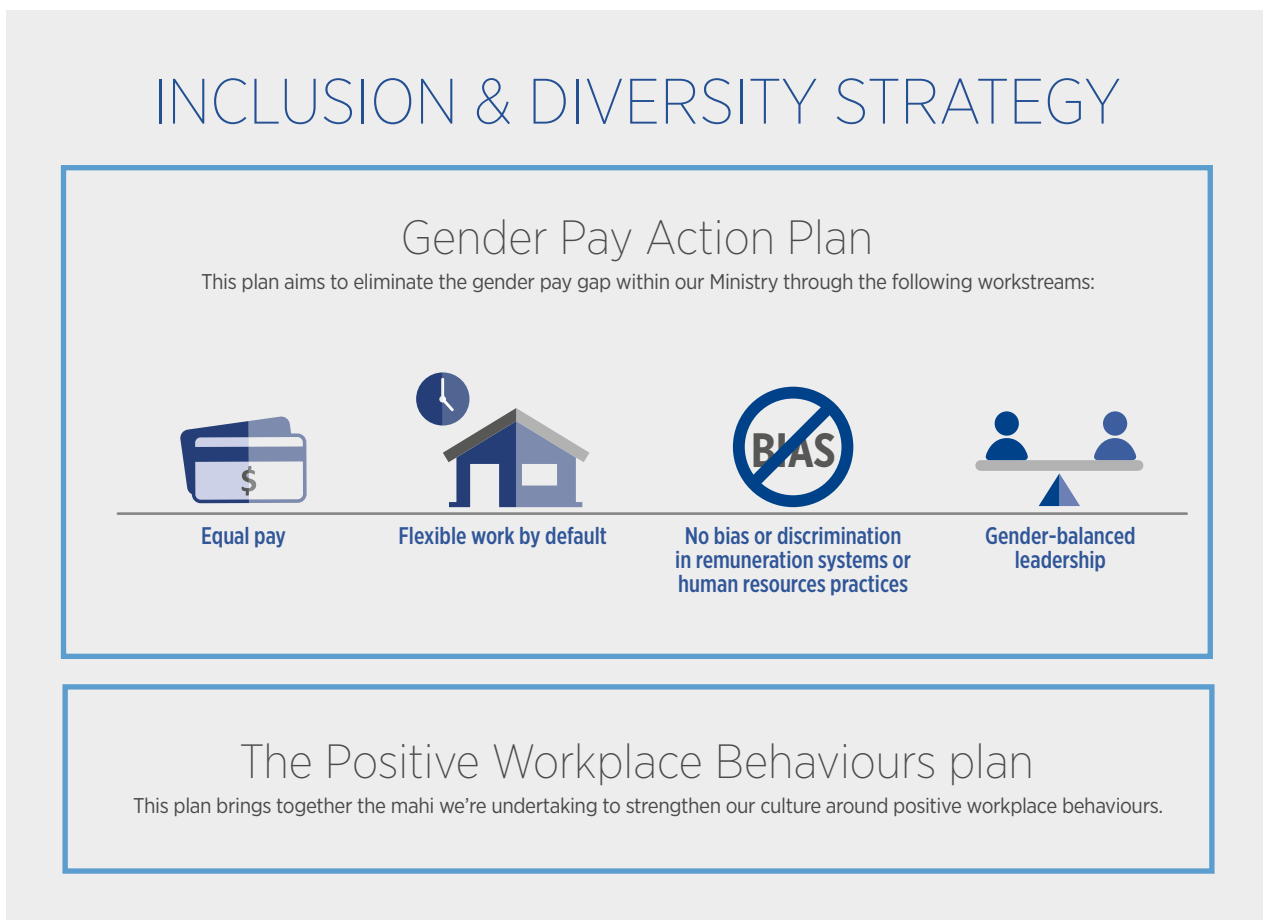 INCLUSION & DIVERSITY STRATEGY
Gender Pay Action Plan
This plan aims to eliminate the gender pay gap within our Ministry through the following workstreams:
$
BIAS
Equal pay
Flexible work by default
No bias or discrimination
in remuneration systems or
human resources practices
Gender-balanced
leadership
The Positive Workplace Behaviours plan
This plan brings together the mahi we're undertaking to strengthen our culture around positive workplace behaviours.